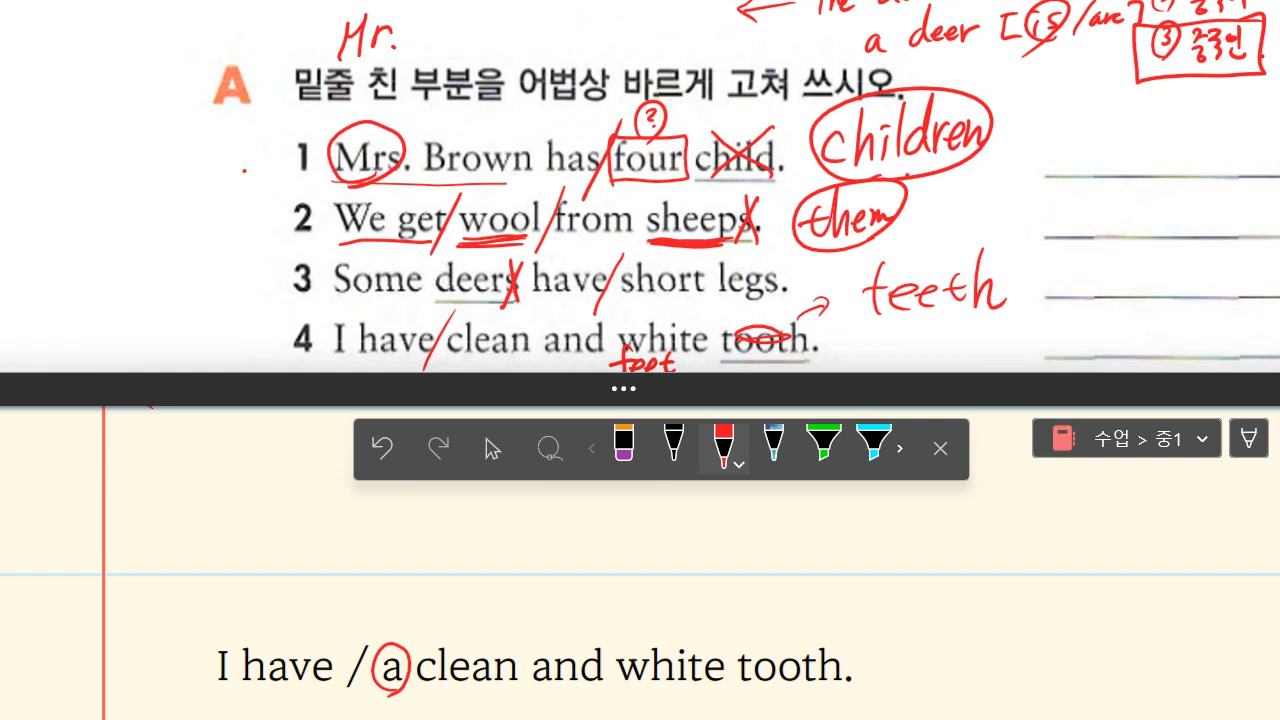 Mr.
a deer [is/are]
③ 중국인
A 밑줄 친 부분을 어법상 바르게 고쳐 쓰시오.
?
1 Mrs. Brown has/four child. children
2 We get/wool/from sheeps. them
3 Some deers have/short legs.
teeth
4 I have/clean and white tooth.
feet
수업 > 중1
I have / a clean and white tooth.